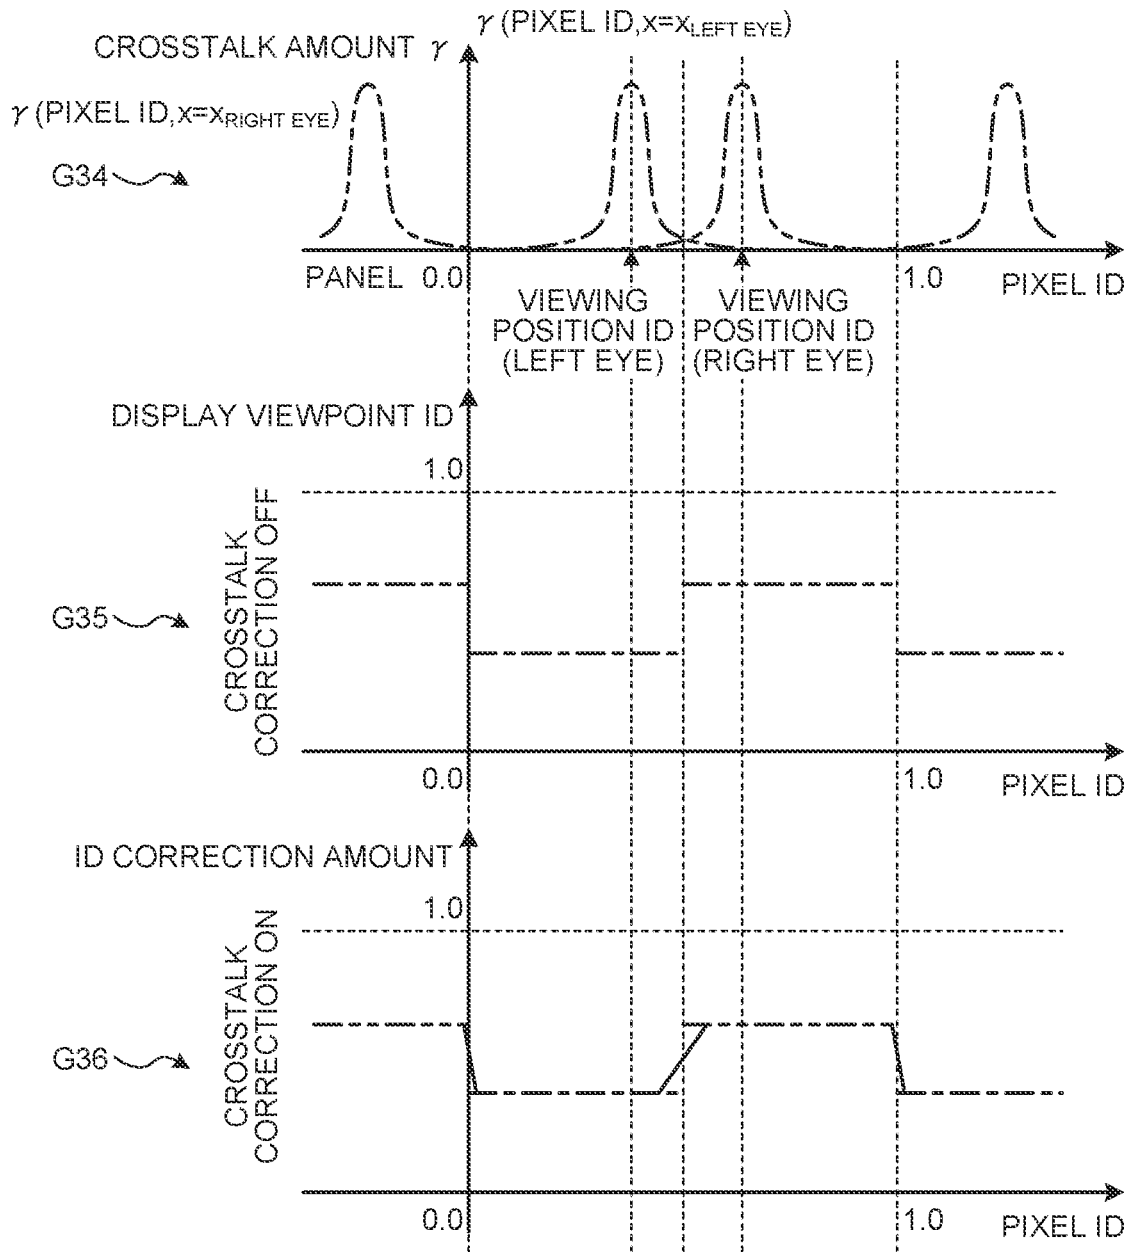 γ (PIXEL ID,x=xLEFT EYE)
CROSSTALK AMOUNT γ
γ (PIXEL ID,x=xRIGHT EYE)
G34
PANEL 0.0 1.0 PIXEL ID
VIEWING POSITION ID (LEFT EYE)
VIEWING POSITION ID (RIGHT EYE)
DISPLAY VIEWPOINT ID
1.0
CROSSTALK
CORRECTION OFF
G35
0.0 1.0 PIXEL ID
ID CORRECTION AMOUNT
1.0
CROSSTALK
CORRECTION ON
G36
0.0 1.0 PIXEL ID